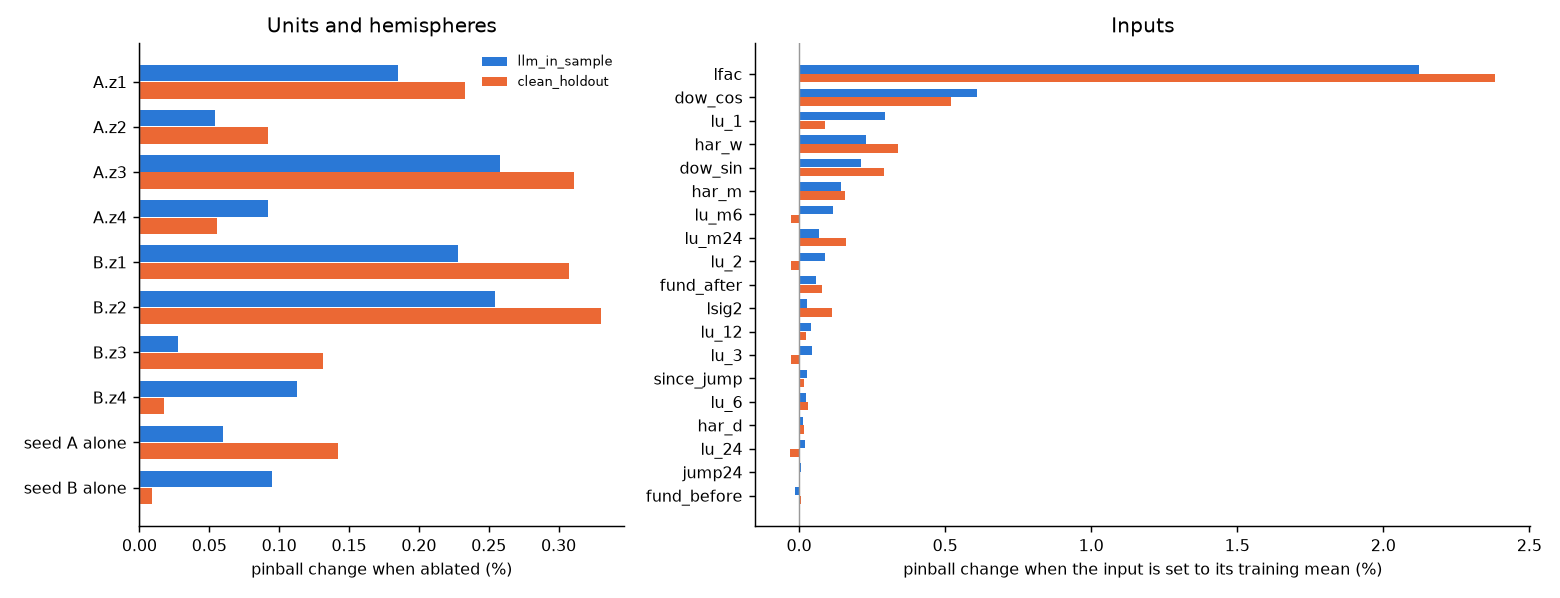 Units and hemispheres
llm_in_sample
clean_holdout
A.z1
A.z2
A.z3
A.z4
B.z1
B.z2
B.z3
B.z4
seed A alone
seed B alone
0.00 0.05 0.10 0.15 0.20 0.25 0.30
pinball change when ablated (%)
Inputs
lfac
dow_cos
lu_1
har_w
dow_sin
har_m
lu_m6
lu_m24
lu_2
fund_after
lsig2
lu_12
lu_3
since_jump
lu_6
har_d
lu_24
jump24
fund_before
0.0 0.5 1.0 1.5 2.0 2.5
pinball change when the input is set to its training mean (%)